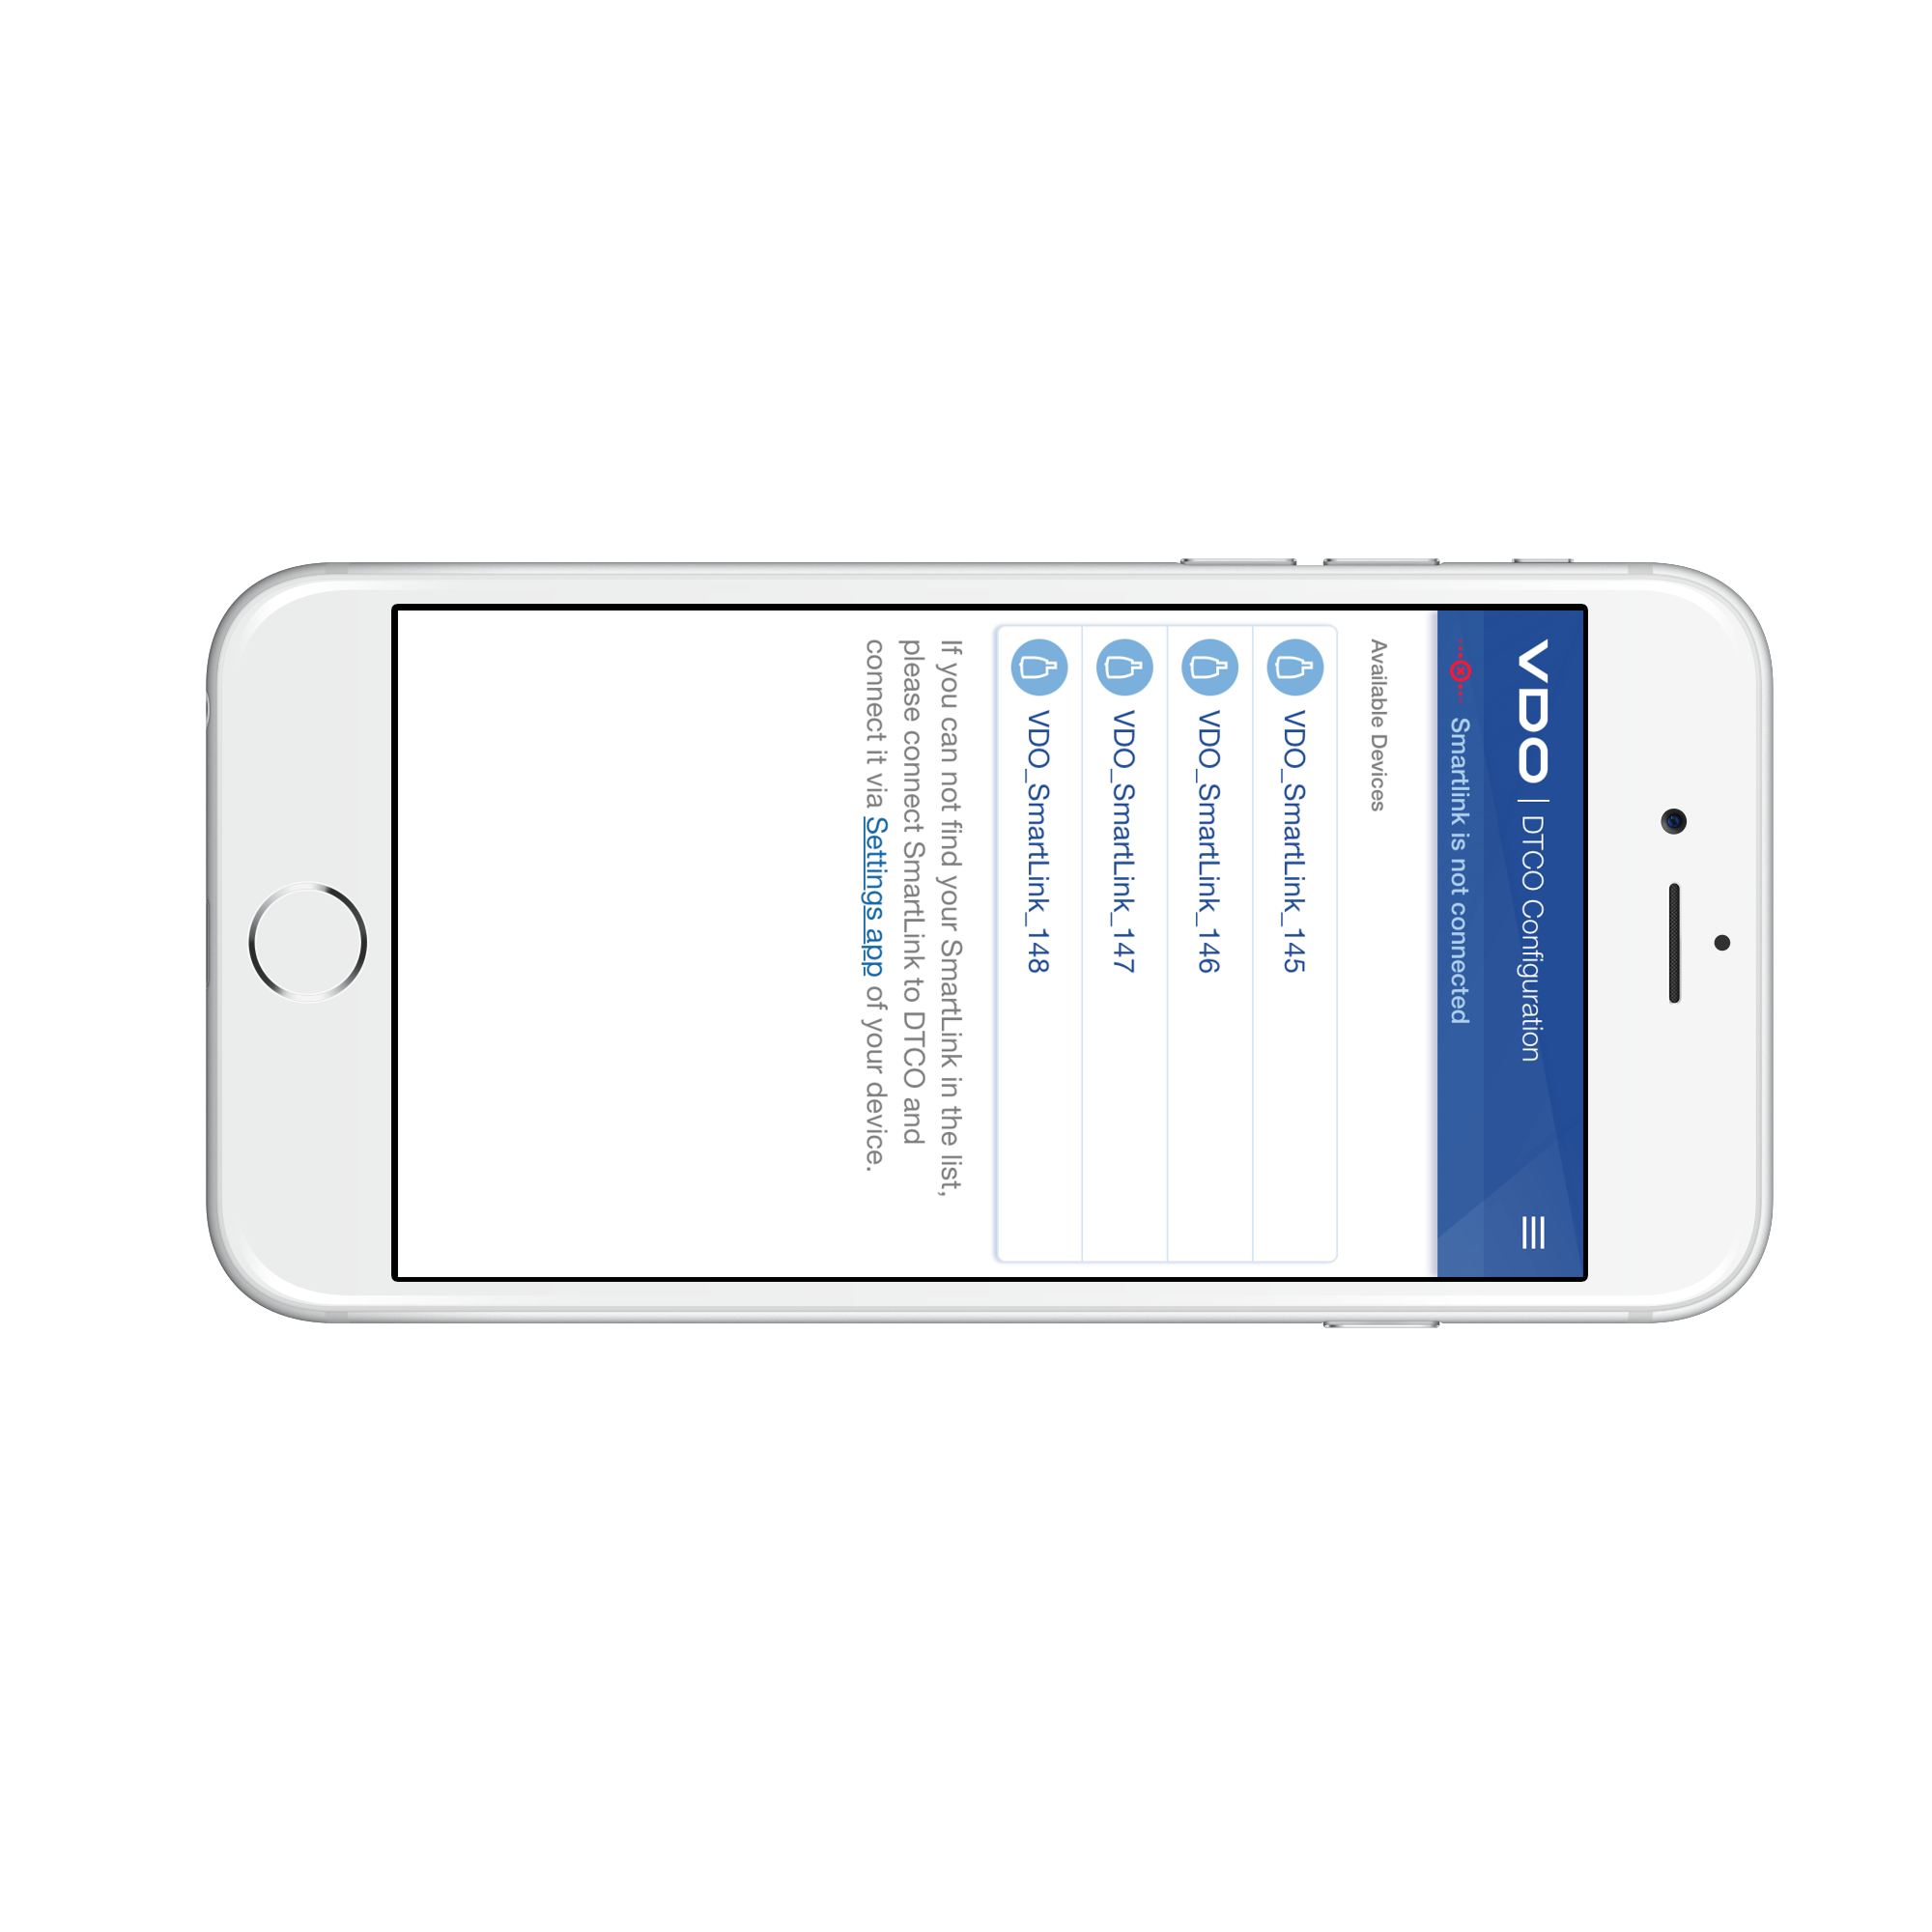 VDO | DTCO Configuration
Smartlink is not connected
Available Devices
VDO_SmartLink_145
VDO_SmartLink_146
VDO_SmartLink_147
VDO_SmartLink_148
If you can not find your SmartLink in the list,
please connect SmartLink to DTCO and
connect it via Settings app of your device.